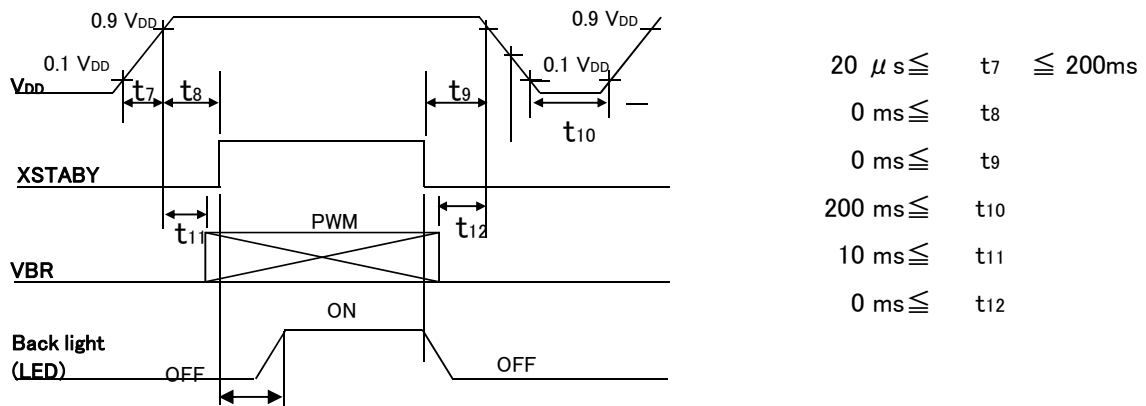 0.9 VDD
0.9 VDD
0.1 VDD
0.1 VDD
VDD
t7
t8
t9
t10
XSTABY
t11
PWM
t12
VBR
ON
Back light
(LED)
OFF
OFF
20 μs≦ t7 ≦ 200ms
0 ms≦ t8
0 ms≦ t9
200 ms≦ t10
10 ms≦ t11
0 ms≦ t12